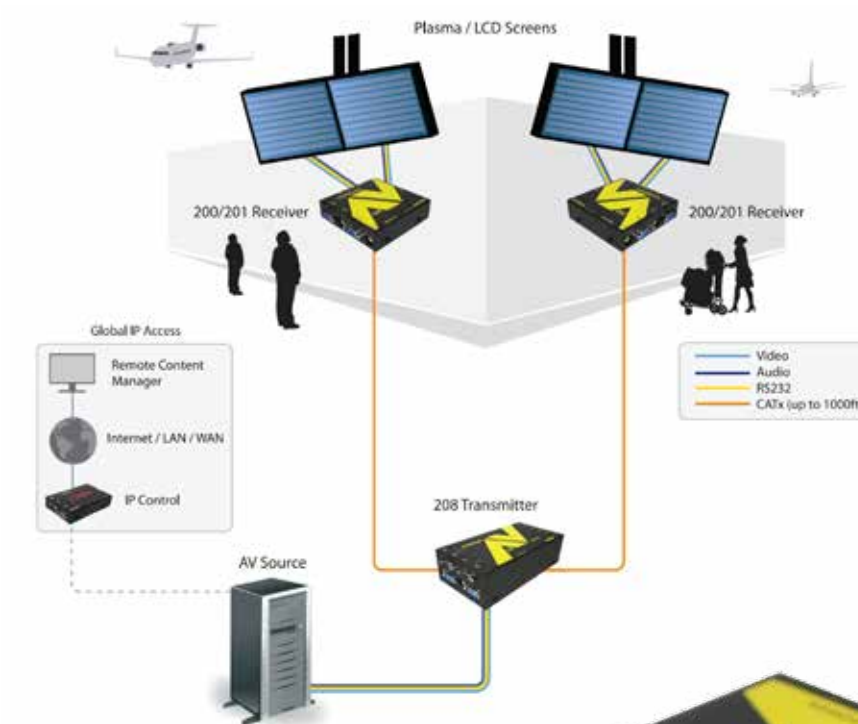 Plasma / LCD Screens
200/201 Receiver
200/201 Receiver
Global IP Access
Remote Content
Manager
Internet / LAN / WAN
IP Control
Video
Audio
RS232
CATx (up to 1000ft
208 Transmitter
AV Source